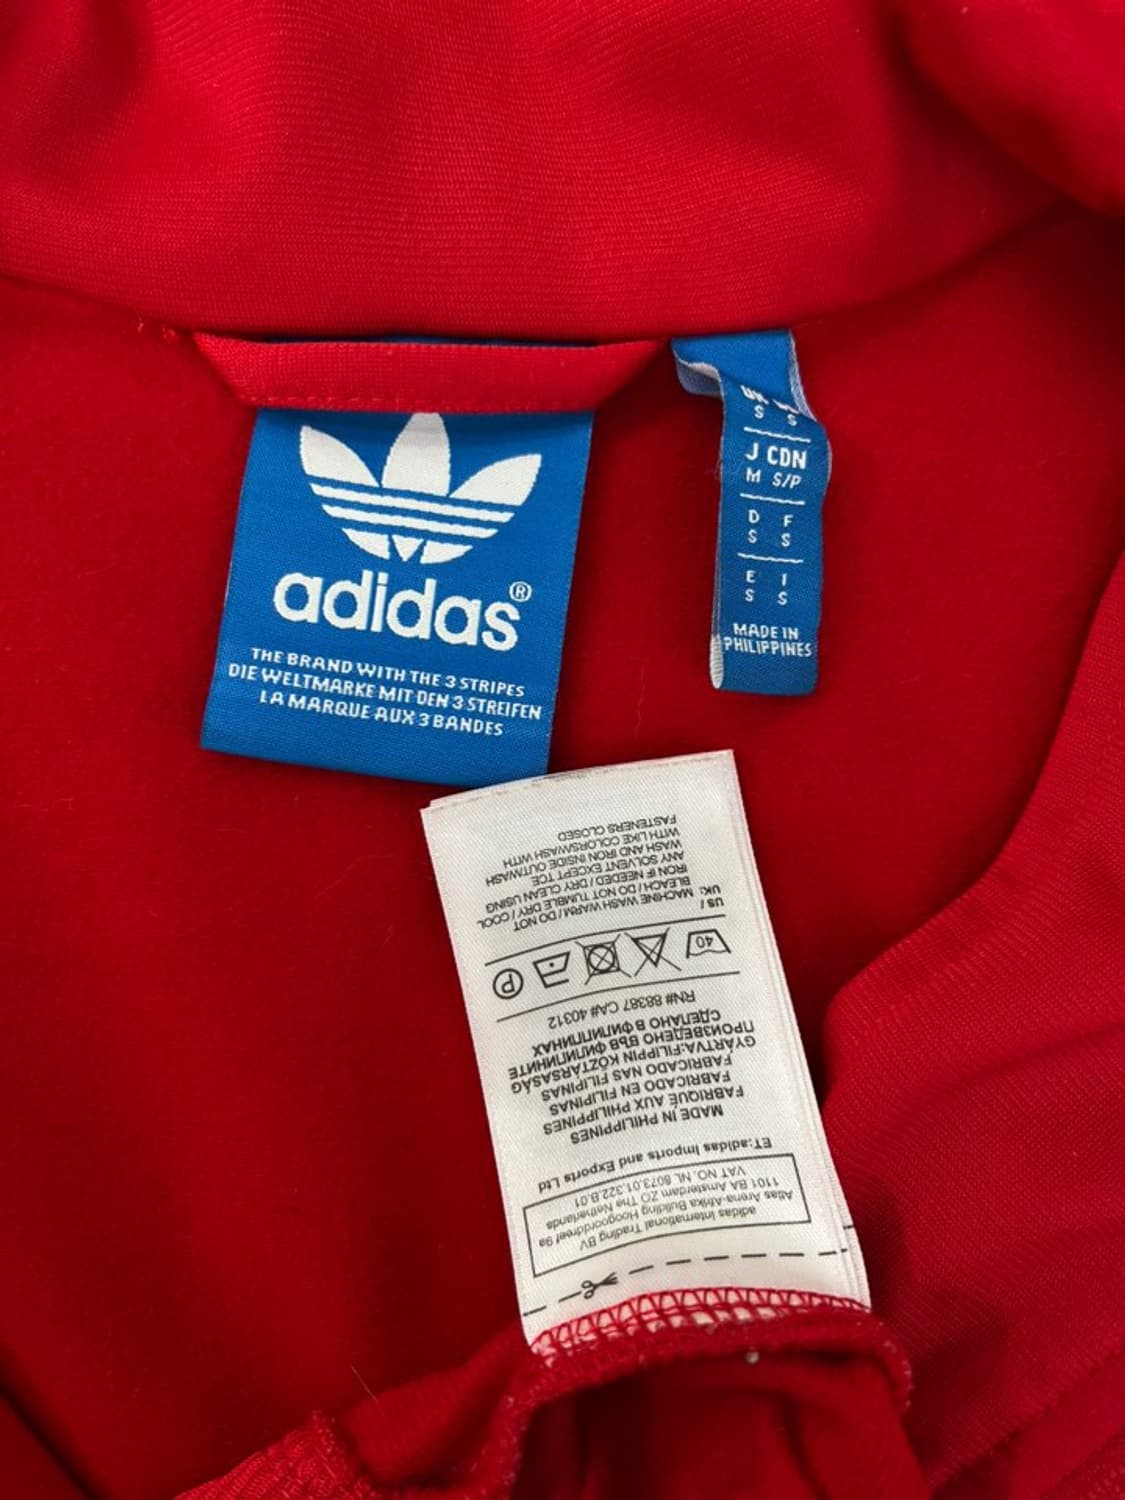 adidas®
THE BRAND WITH THE 3 STRIPES
DIE WELTMARKE MIT DEN 3 STREIFEN
LA MARQUE AUX 3 BANDES
S S
J CDN
M S/P
D F
S S
E I
S S
MADE IN
PHILIPPINES
adidas International Trading BV
Atlas Arena-Afrika Building Hoogoorddreef 9a
1101 BA Amsterdam ZO The Netherlands
VAT NO. NL 8073.01.322.B.01
ET:adidas Imports and Exports Ltd
MADE IN PHILIPPINES
FABRIQUÉ AUX PHILIPPINES
FABRICADO EN FILIPINAS
FABRICADO NAS FILIPINAS
GYÁRTVA:FILIPPIN KÖZTÁRSASÁG
ПРОИЗВЕДЕНО ВЪВ ФИЛИПИНИТЕ
СДЕЛАНО В ФИЛИППИНАХ
RN# 88387 CA# 40312
40 P
US /
UK: MACHINE WASH WARM / DO NOT
BLEACH / DO NOT TUMBLE DRY / COOL
IRON IF NEEDED / DRY CLEAN USING
ANY SOLVENT EXCEPT TCE
WASH AND IRON INSIDE OUTWASH
WITH LIKE COLORSWASH WITH
FASTENERS CLOSED